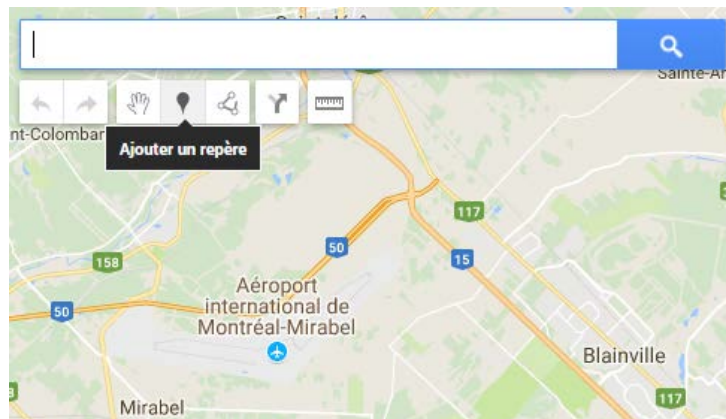 Sainte-An
nt-Colombar
Ajouter un repère
117
50
158
15
Aéroport
international de
Montréal-Mirabel
50
Blainville
117
Mirabel